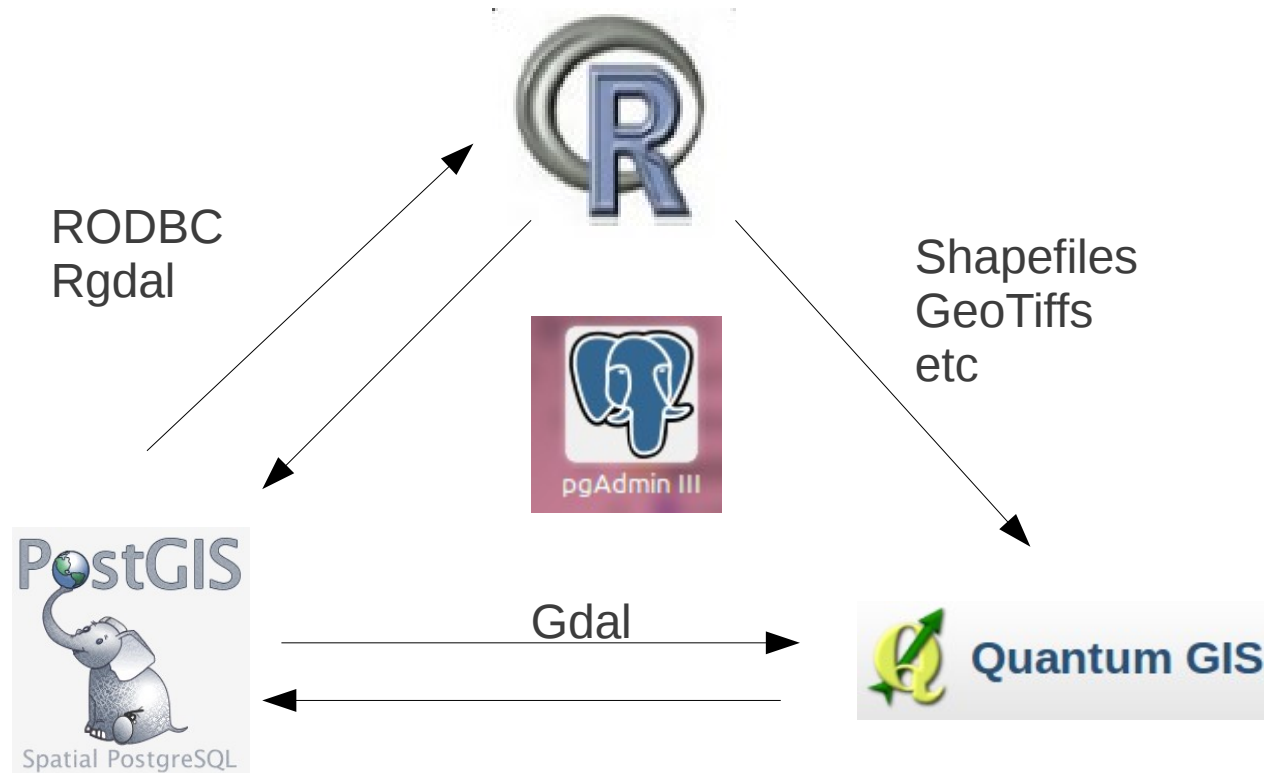 R
RODBC
Rgdal
Shapefiles
GeoTiffs
etc
pgAdmin III
PostGIS
Spatial PostgreSQL
Gdal
Quantum GIS